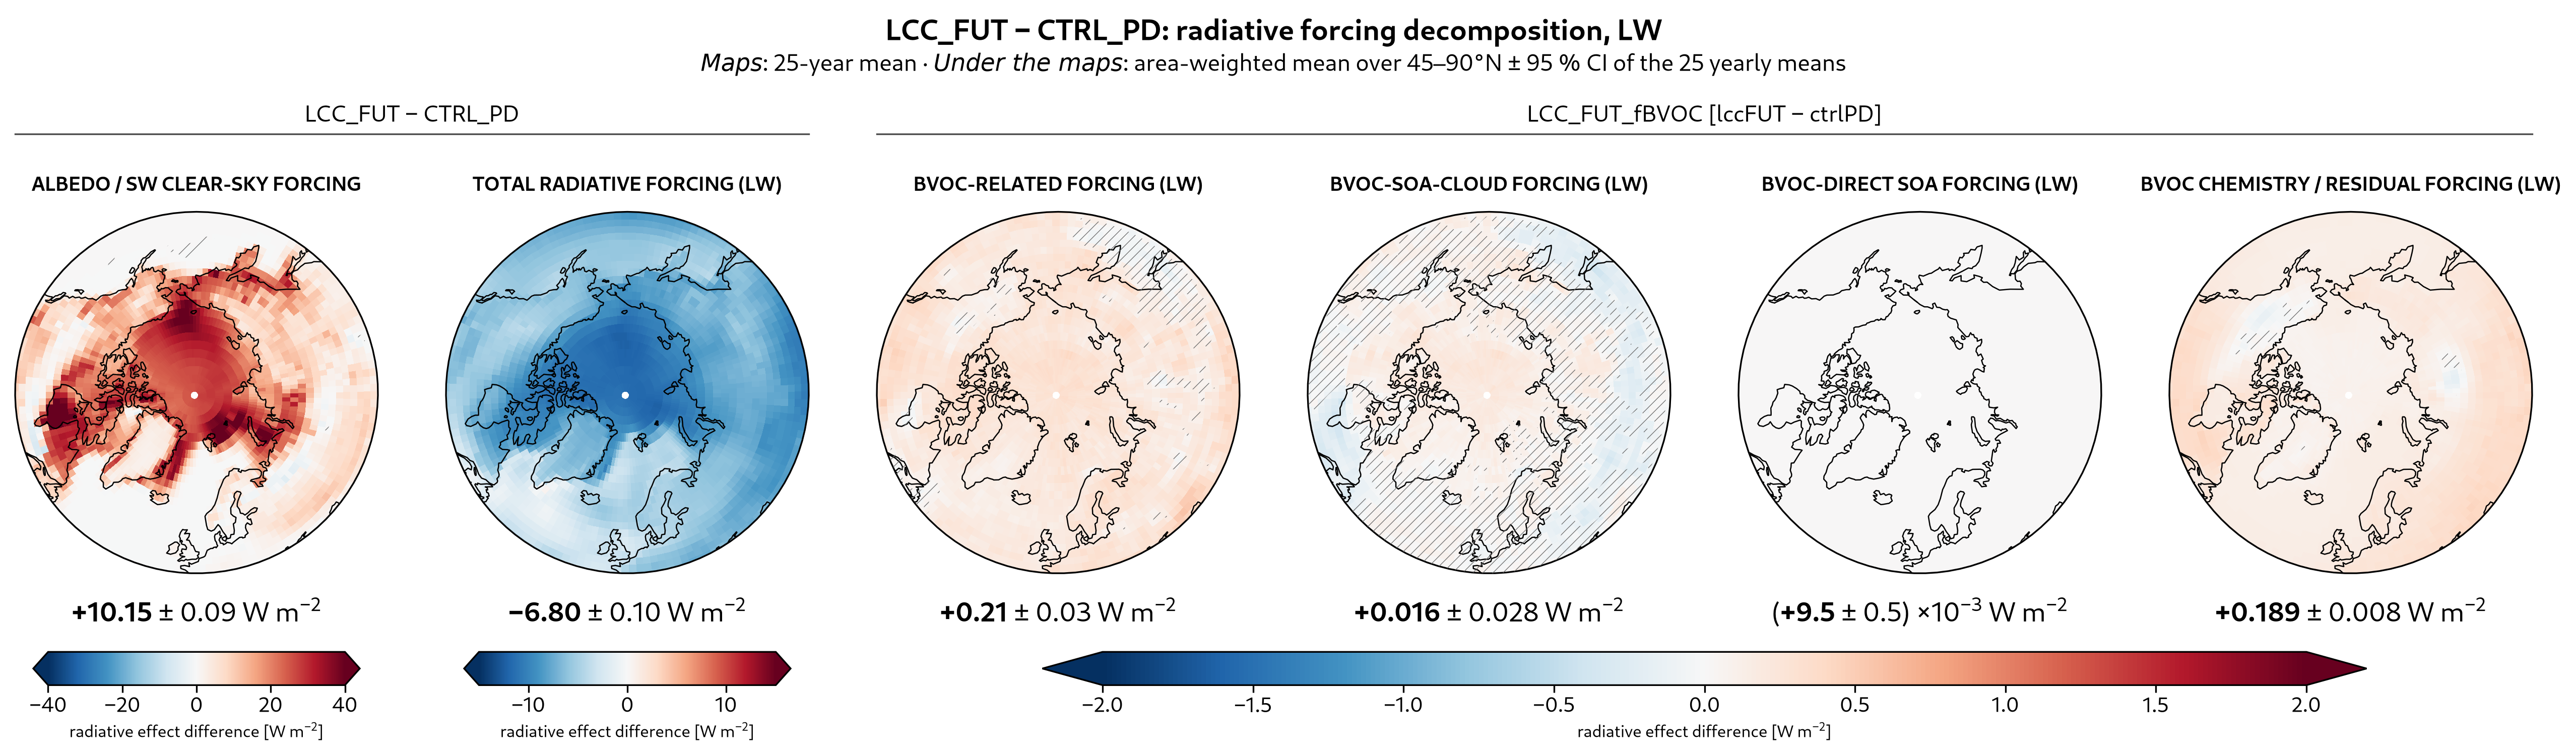 LCC_FUT − CTRL_PD: radiative forcing decomposition, LW
Maps: 25-year mean · Under the maps: area-weighted mean over 45–90°N ± 95 % CI of the 25 yearly means
LCC_FUT − CTRL_PD
LCC_FUT_fBVOC [lccFUT − ctrlPD]
ALBEDO / SW CLEAR-SKY FORCING
TOTAL RADIATIVE FORCING (LW)
BVOC-RELATED FORCING (LW)
BVOC-SOA-CLOUD FORCING (LW)
BVOC-DIRECT SOA FORCING (LW)
BVOC CHEMISTRY / RESIDUAL FORCING (LW)
+10.15 ± 0.09 W m⁻²
−6.80 ± 0.10 W m⁻²
+0.21 ± 0.03 W m⁻²
+0.016 ± 0.028 W m⁻²
(+9.5 ± 0.5) ×10⁻³ W m⁻²
+0.189 ± 0.008 W m⁻²
−40 −20 0 20 40
radiative effect difference [W m⁻²]
−10 0 10
radiative effect difference [W m⁻²]
−2.0 −1.5 −1.0 −0.5 0.0 0.5 1.0 1.5 2.0
radiative effect difference [W m⁻²]